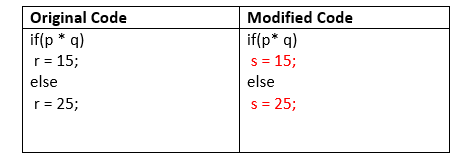 Original Code
if(p * q)
r = 15;
else
r = 25;
Modified Code
if(p* q)
s = 15;
else
s = 25;